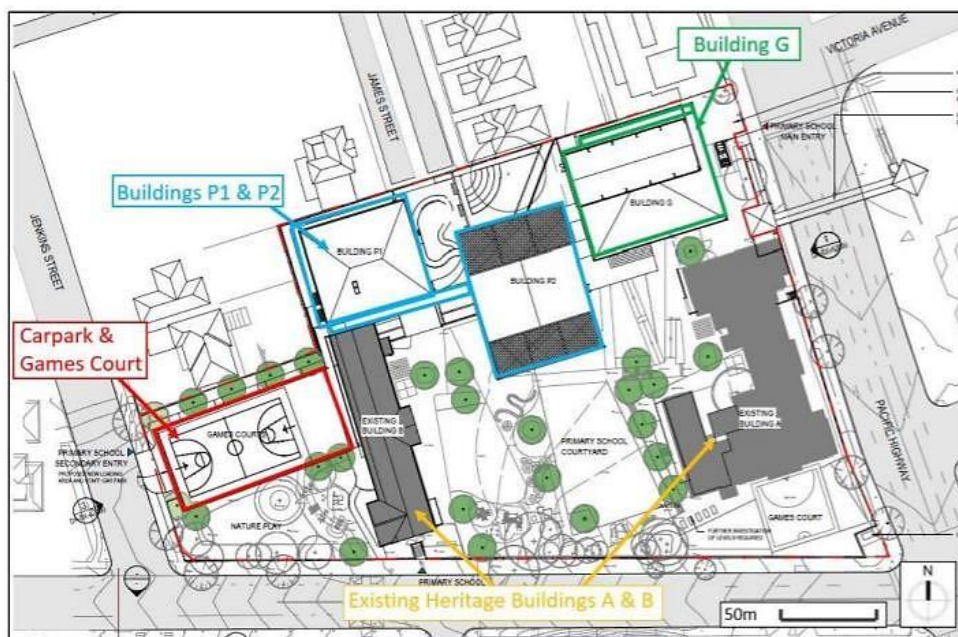 Building G
VICTORIA AVENUE
JAMES STREET
PRIMARY SCHOOL
MAIN ENTRY
Buildings P1 & P2
BUILDING G
JENKINS STREET
BUILDING P1
BUILDING P2
Carpark &
Games Court
GAMES COURT
EXISTING
BUILDING B
EXISTING
BUILDING A
PRIMARY SCHOOL
COURTYARD
PRIMARY SCHOOL
SECONDARY ENTRY
PACIFIC HIGHWAY
NATURE PLAY
GAMES COURT
FURTHER INVESTIGATION
OF LEVELS REQUIRED
PRIMARY SCHOOL
Existing Heritage Buildings A & B
50m
N